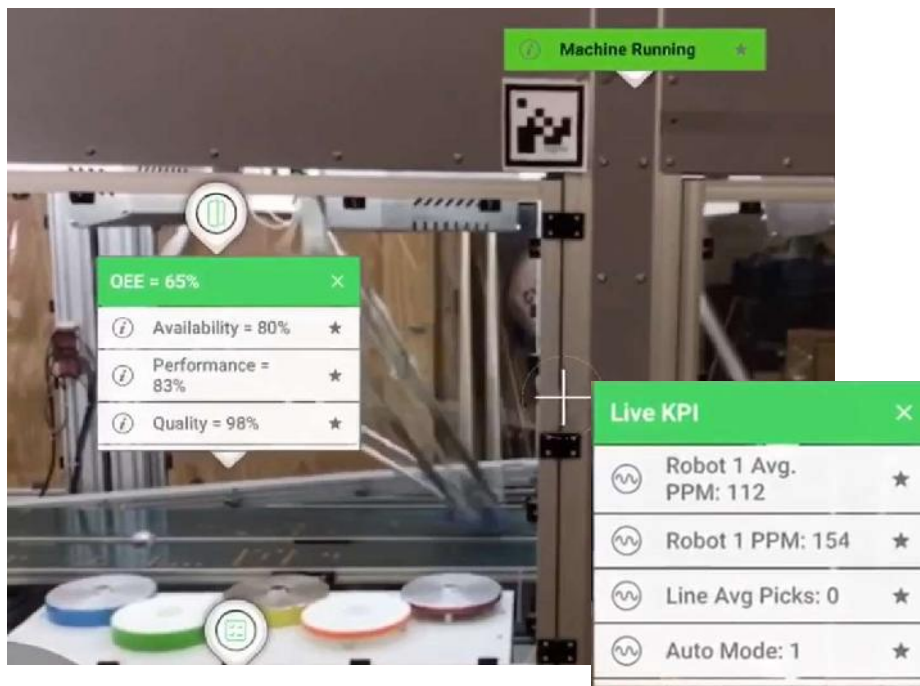 Machine Running
OEE = 65%
Availability = 80%
Performance =
83%
Quality = 98%
Live KPI
Robot 1 Avg.
PPM: 112
Robot 1 PPM: 154
Line Avg Picks: 0
Auto Mode: 1